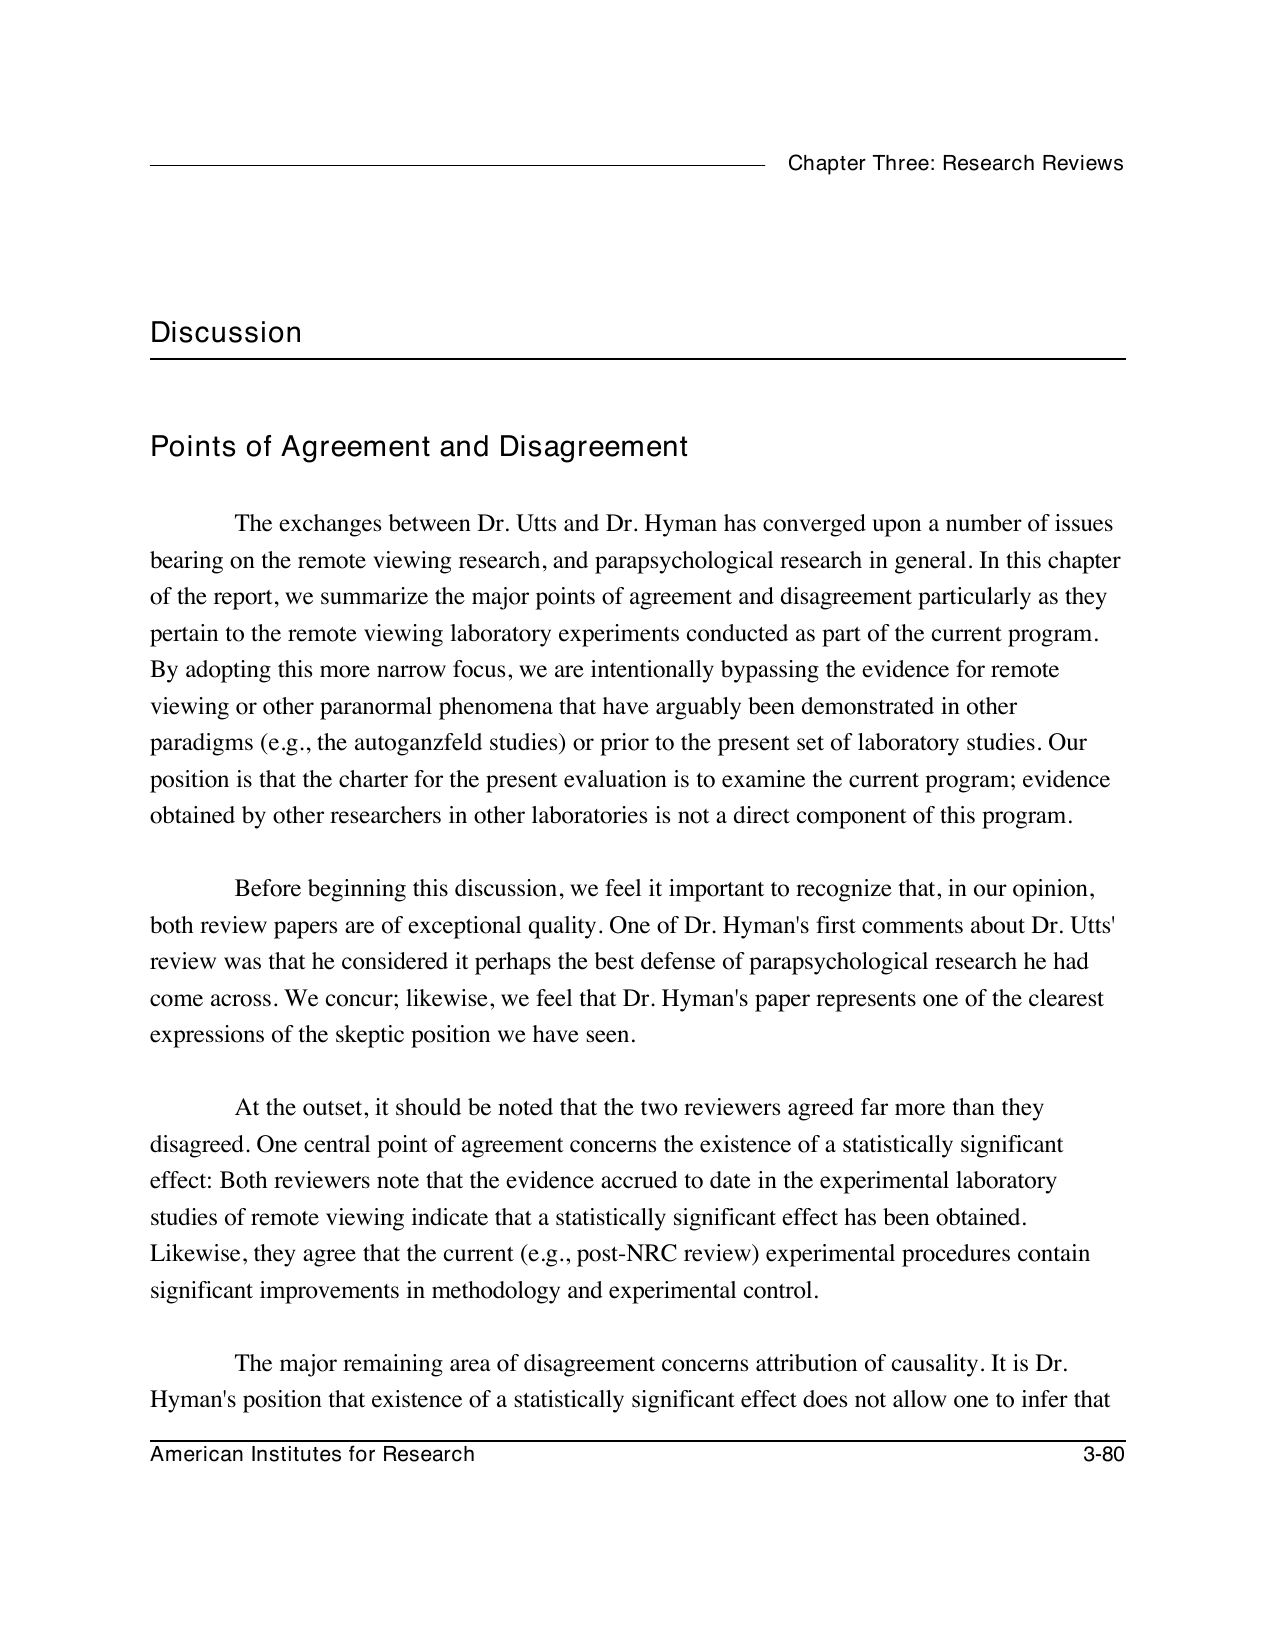 Chapter Three: Research Reviews
Discussion
Points of Agreement and Disagreement
The exchanges between Dr. Utts and Dr. Hyman has converged upon a number of issues
bearing on the remote viewing research, and parapsychological research in general. In this chapter
of the report, we summarize the major points of agreement and disagreement particularly as they
pertain to the remote viewing laboratory experiments conducted as part of the current program.
By adopting this more narrow focus, we are intentionally bypassing the evidence for remote
viewing or other paranormal phenomena that have arguably been demonstrated in other
paradigms (e.g., the autoganzfeld studies) or prior to the present set of laboratory studies. Our
position is that the charter for the present evaluation is to examine the current program; evidence
obtained by other researchers in other laboratories is not a direct component of this program.
Before beginning this discussion, we feel it important to recognize that, in our opinion,
both review papers are of exceptional quality. One of Dr. Hyman's first comments about Dr. Utts'
review was that he considered it perhaps the best defense of parapsychological research he had
come across. We concur; likewise, we feel that Dr. Hyman's paper represents one of the clearest
expressions of the skeptic position we have seen.
At the outset, it should be noted that the two reviewers agreed far more than they
disagreed. One central point of agreement concerns the existence of a statistically significant
effect: Both reviewers note that the evidence accrued to date in the experimental laboratory
studies of remote viewing indicate that a statistically significant effect has been obtained.
Likewise, they agree that the current (e.g., post-NRC review) experimental procedures contain
significant improvements in methodology and experimental control.
The major remaining area of disagreement concerns attribution of causality. It is Dr.
Hyman's position that existence of a statistically significant effect does not allow one to infer that
American Institutes for Research
3-80